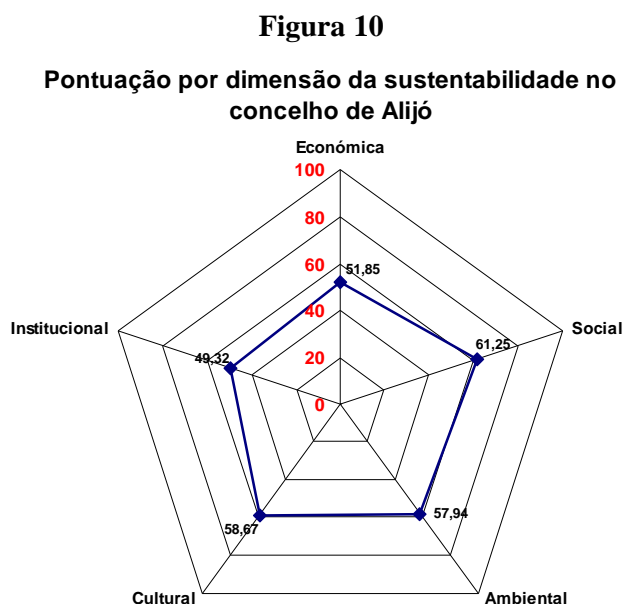 Figura 10
Pontuação por dimensão da sustentabilidade no
concelho de Alijó
Económica
100
80
60
51,85
Institucional
Social
61,25
49,32
40
20
0
57,94
58,67
Cultural
Ambiental